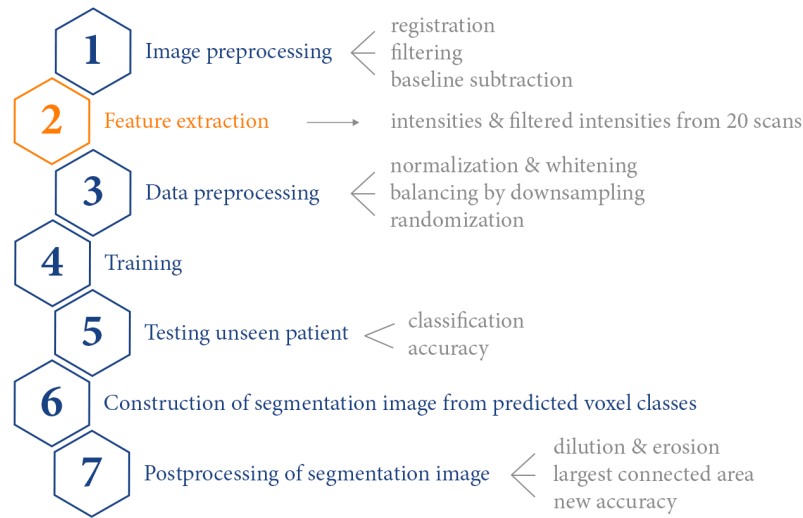 1 Image preprocessing
registration
filtering
baseline subtraction
2 Feature extraction
intensities & filtered intensities from 20 scans
3 Data preprocessing
normalization & whitening
balancing by downsampling
randomization
4 Training
5 Testing unseen patient
classification
accuracy
6 Construction of segmentation image from predicted voxel classes
7 Postprocessing of segmentation image
dilution & erosion
largest connected area
new accuracy